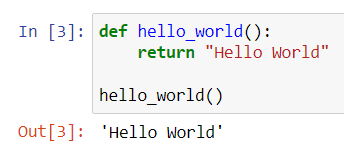 In [3]: def hello_world():
    return "Hello World"
hello_world()
Out[3]: 'Hello World'